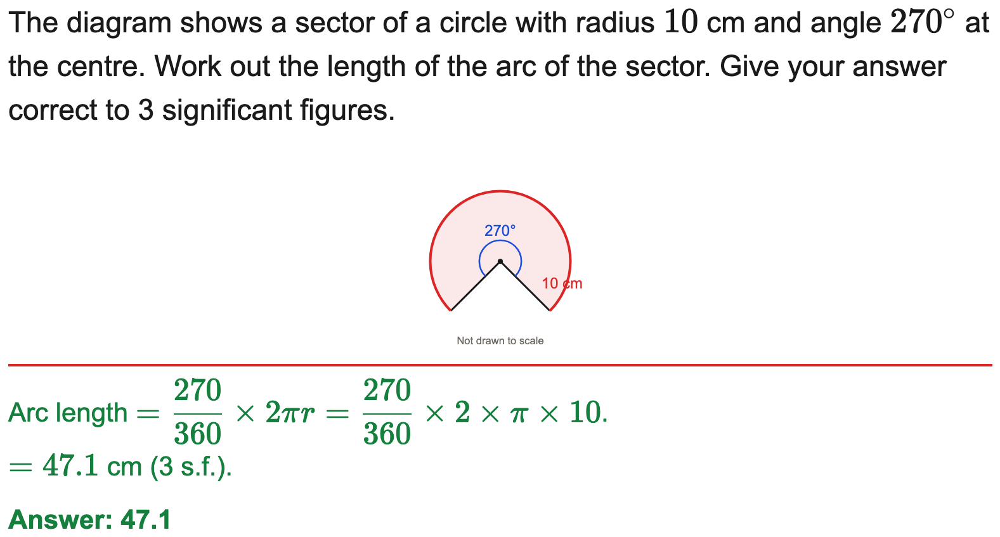 The diagram shows a sector of a circle with radius 10 cm and angle 270° at
the centre. Work out the length of the arc of the sector. Give your answer
correct to 3 significant figures.
270°
10 cm
Not drawn to scale
Arc length = 270/360 × 2πr = 270/360 × 2 × π × 10.
= 47.1 cm (3 s.f.).
Answer: 47.1